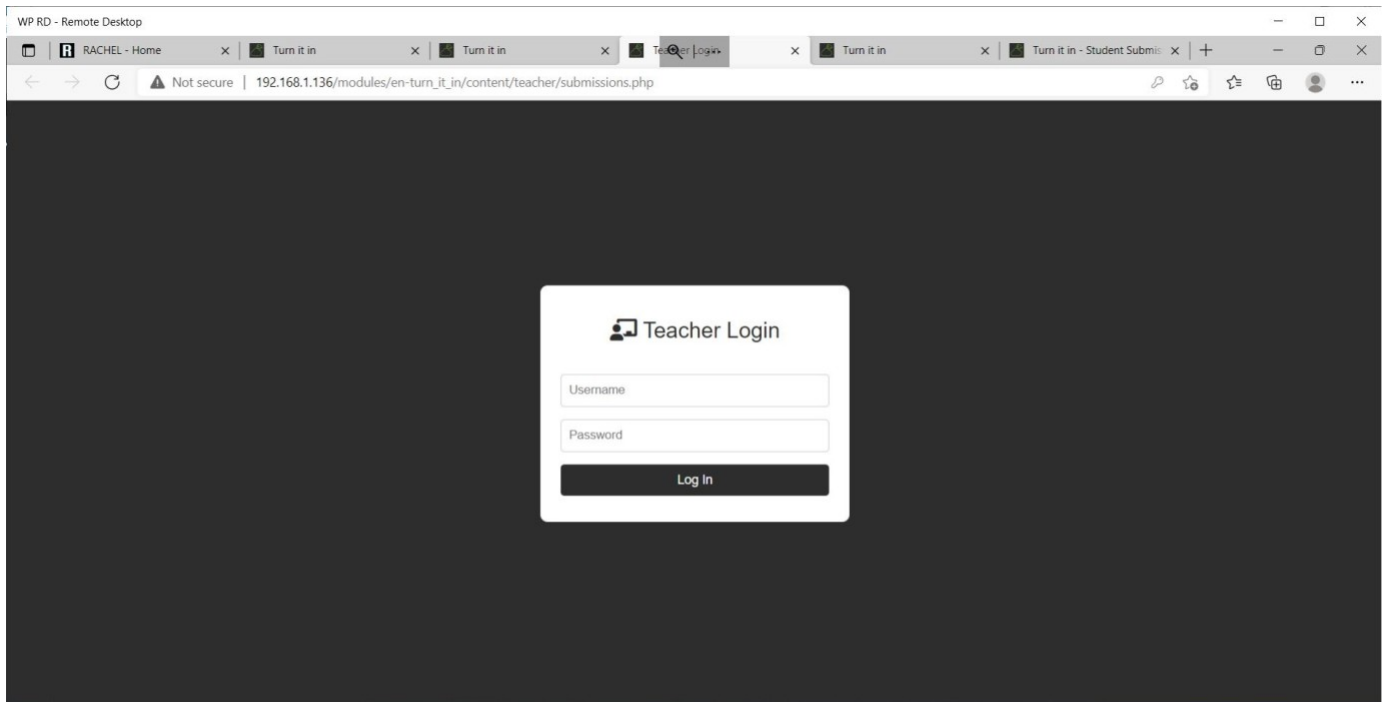 WP RD - Remote Desktop
RACHEL - Home Turn it in Turn it in Teacher Login Turn it in Turn it in - Student Submis
Not secure 192.168.1.136/modules/en-turn_it_in/content/teacher/submissions.php
Teacher Login
Username
Password
Log In